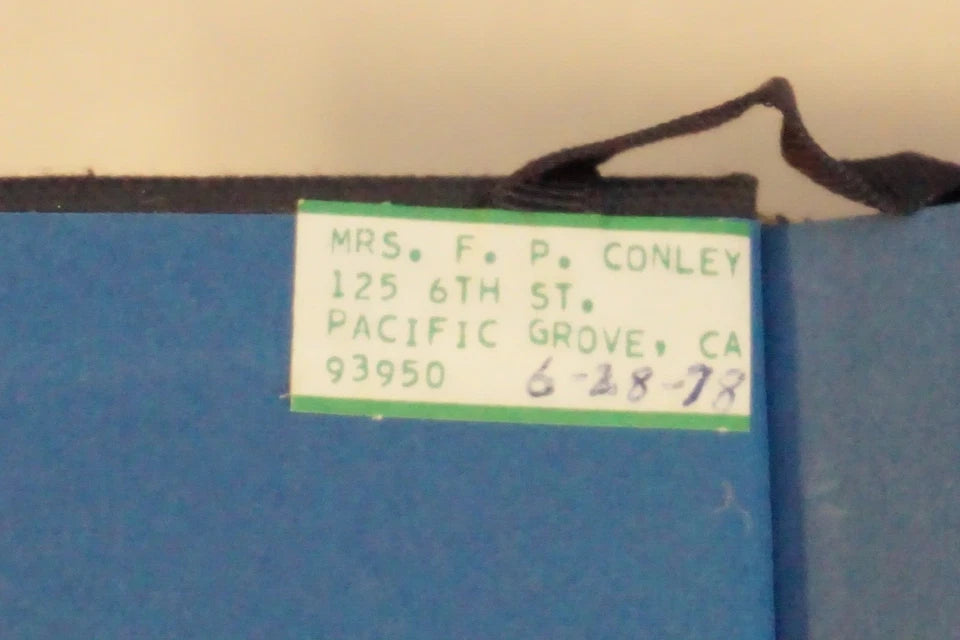 MRS. F. P. CONLEY
125 6TH ST.
PACIFIC GROVE, CA
93950 6-28-78